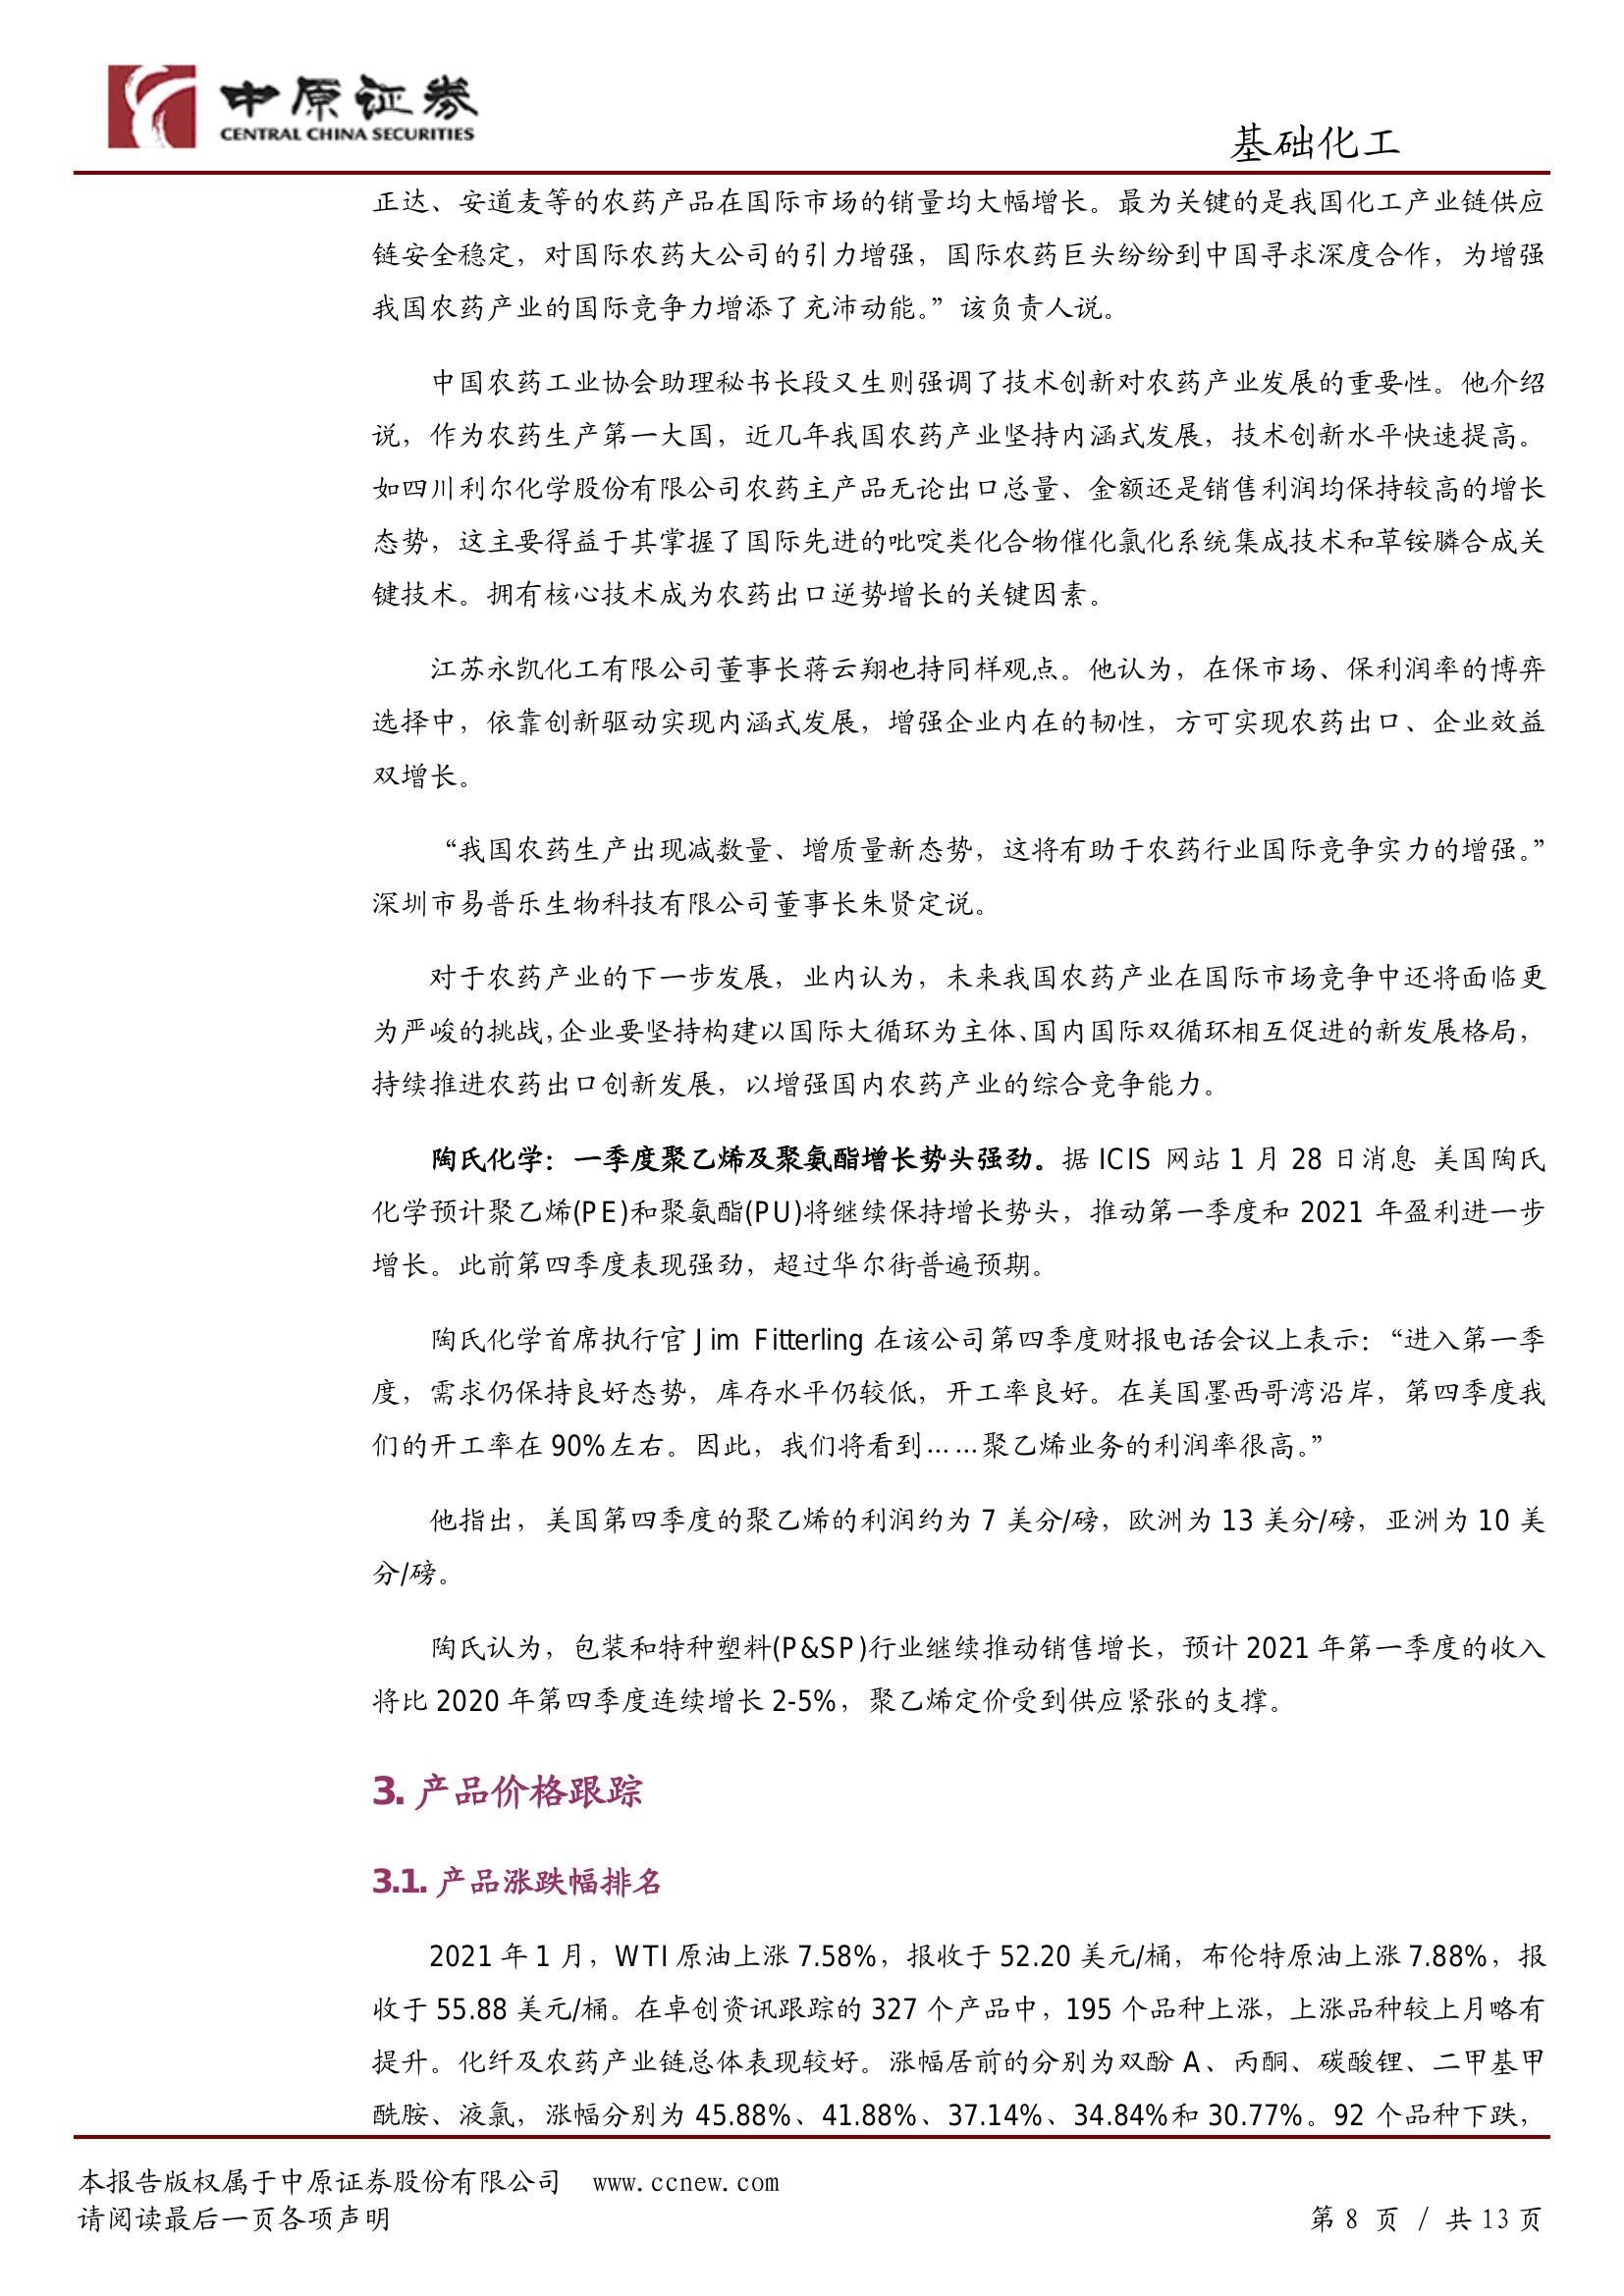 中原证券
CENTRAL CHINA SECURITIES
基础化工
正达、安道麦等的农药产品在国际市场的销量均大幅增长。最为关键的是我国化工产业链供应
链安全稳定，对国际农药大公司的引力增强，国际农药巨头纷纷到中国寻求深度合作，为增强
我国农药产业的国际竞争力增添了充沛动能。”该负责人说。
中国农药工业协会助理秘书长段又生则强调了技术创新对农药产业发展的重要性。他介绍
说，作为农药生产第一大国，近几年我国农药产业坚持内涵式发展，技术创新水平快速提高。
如四川利尔化学股份有限公司农药主产品无论出口总量、金额还是销售利润均保持较高的增长
态势，这主要得益于其掌握了国际先进的吡啶类化合物催化氯化系统集成技术和草铵膦合成关
键技术。拥有核心技术成为农药出口逆势增长的关键因素。
江苏永凯化工有限公司董事长蒋云翔也持同样观点。他认为，在保市场、保利润率的博弈
选择中，依靠创新驱动实现内涵式发展，增强企业内在的韧性，方可实现农药出口、企业效益
双增长。
“我国农药生产出现减数量、增质量新态势，这将有助于农药行业国际竞争实力的增强。”
深圳市易普乐生物科技有限公司董事长朱贤定说。
对于农药产业的下一步发展，业内认为，未来我国农药产业在国际市场竞争中还将面临更
为严峻的挑战，企业要坚持构建以国际大循环为主体、国内国际双循环相互促进的新发展格局，
持续推进农药出口创新发展，以增强国内农药产业的综合竞争能力。
陶氏化学：一季度聚乙烯及聚氨酯增长势头强劲。据 ICIS 网站 1 月 28 日消息 美国陶氏
化学预计聚乙烯(PE)和聚氨酯(PU)将继续保持增长势头，推动第一季度和 2021 年盈利进一步
增长。此前第四季度表现强劲，超过华尔街普遍预期。
陶氏化学首席执行官 Jim Fitterling 在该公司第四季度财报电话会议上表示：“进入第一季
度，需求仍保持良好态势，库存水平仍较低，开工率良好。在美国墨西哥湾沿岸，第四季度我
们的开工率在 90%左右。因此，我们将看到……聚乙烯业务的利润率很高。”
他指出，美国第四季度的聚乙烯的利润约为 7 美分/磅，欧洲为 13 美分/磅，亚洲为 10 美
分/磅。
陶氏认为，包装和特种塑料(P&SP)行业继续推动销售增长，预计 2021 年第一季度的收入
将比 2020 年第四季度连续增长 2-5%，聚乙烯定价受到供应紧张的支撑。
3. 产品价格跟踪
3.1. 产品涨跌幅排名
2021 年 1 月，WTI 原油上涨 7.58%，报收于 52.20 美元/桶，布伦特原油上涨 7.88%，报
收于 55.88 美元/桶。在卓创资讯跟踪的 327 个产品中，195 个品种上涨，上涨品种较上月略有
提升。化纤及农药产业链总体表现较好。涨幅居前的分别为双酚 A、丙酮、碳酸锂、二甲基甲
酰胺、液氯，涨幅分别为 45.88%、41.88%、37.14%、34.84%和 30.77%。92 个品种下跌，
本报告版权属于中原证券股份有限公司 www.ccnew.com
请阅读最后一页各项声明
第 8 页 / 共 13 页